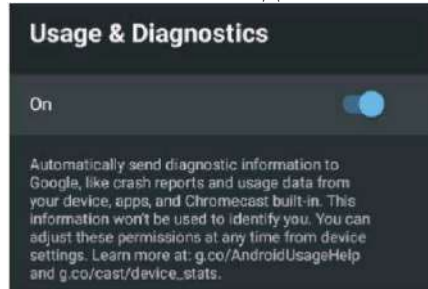 Usage & Diagnostics
On
Automatically send diagnostic information to
Google, like crash reports and usage data from
your device, apps, and Chromecast built-in. This
information won't be used to identify you. You can
adjust these permissions at any time from device
settings. Learn more at: g.co/AndroidUsageHelp
and g.co/cast/device_stats.